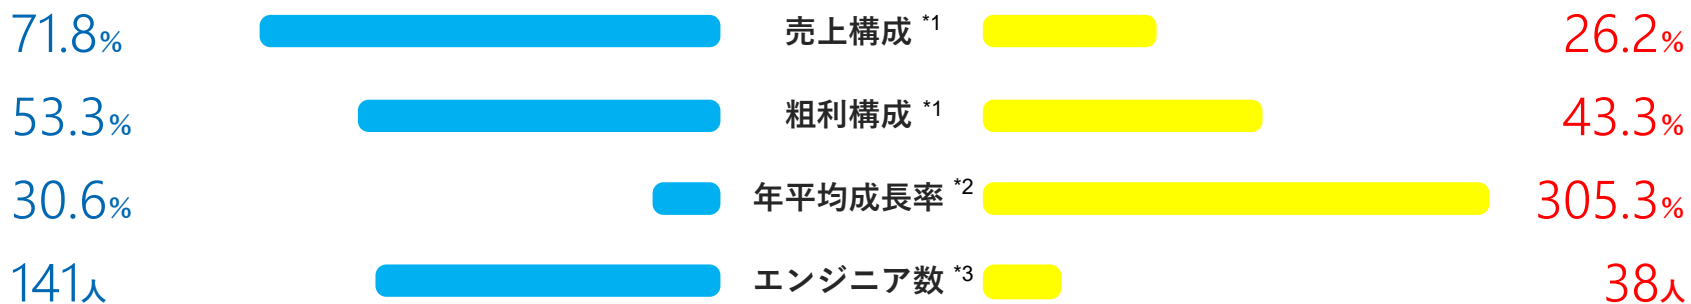 71.8% 売上構成 *1 26.2%
53.3% 粗利構成 *1 43.3%
30.6% 年平均成長率 *2 305.3%
141人 エンジニア数 *3 38人